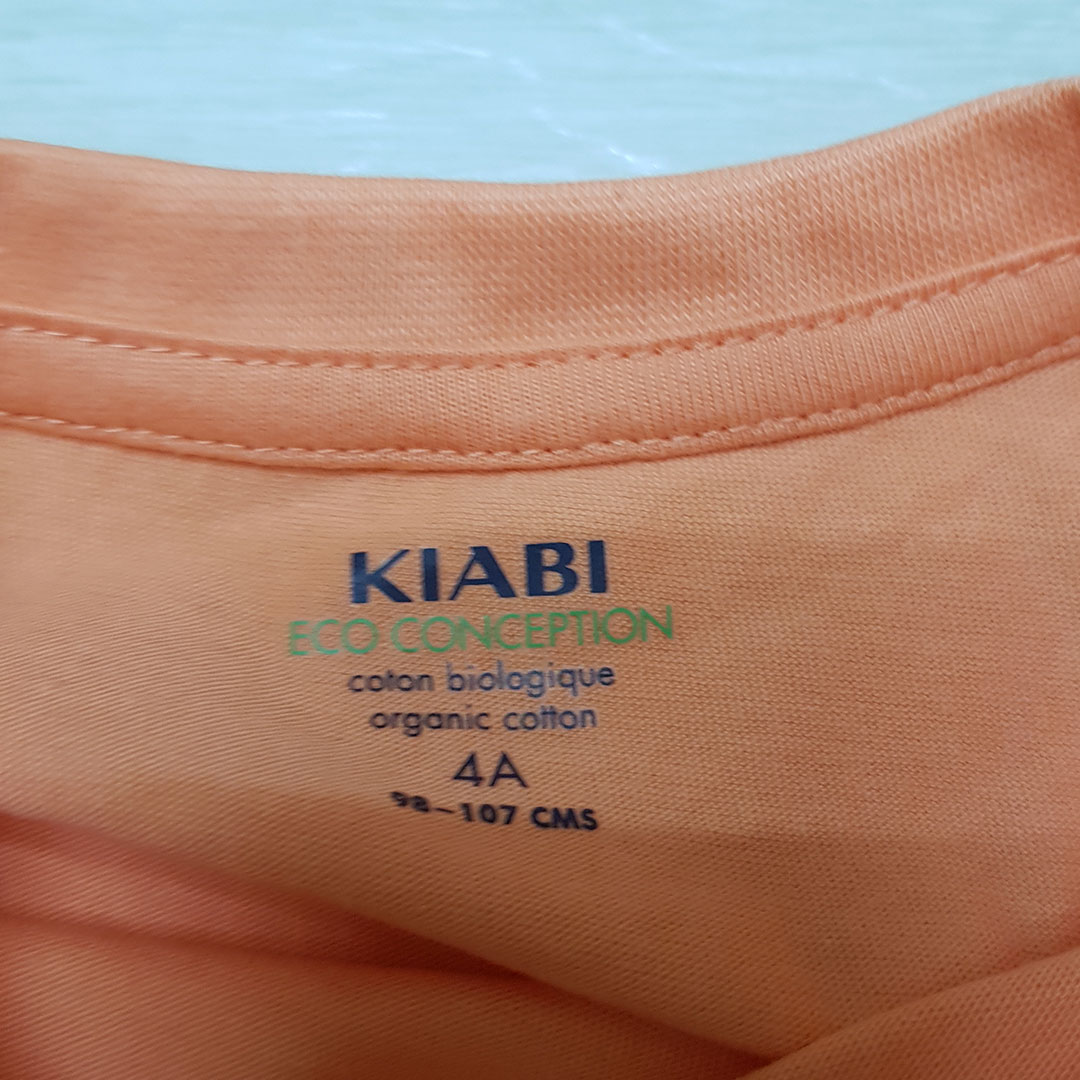 KIABI
ECO CONCEPTION
coton biologique
organic cotton
4A
98-107 CMS